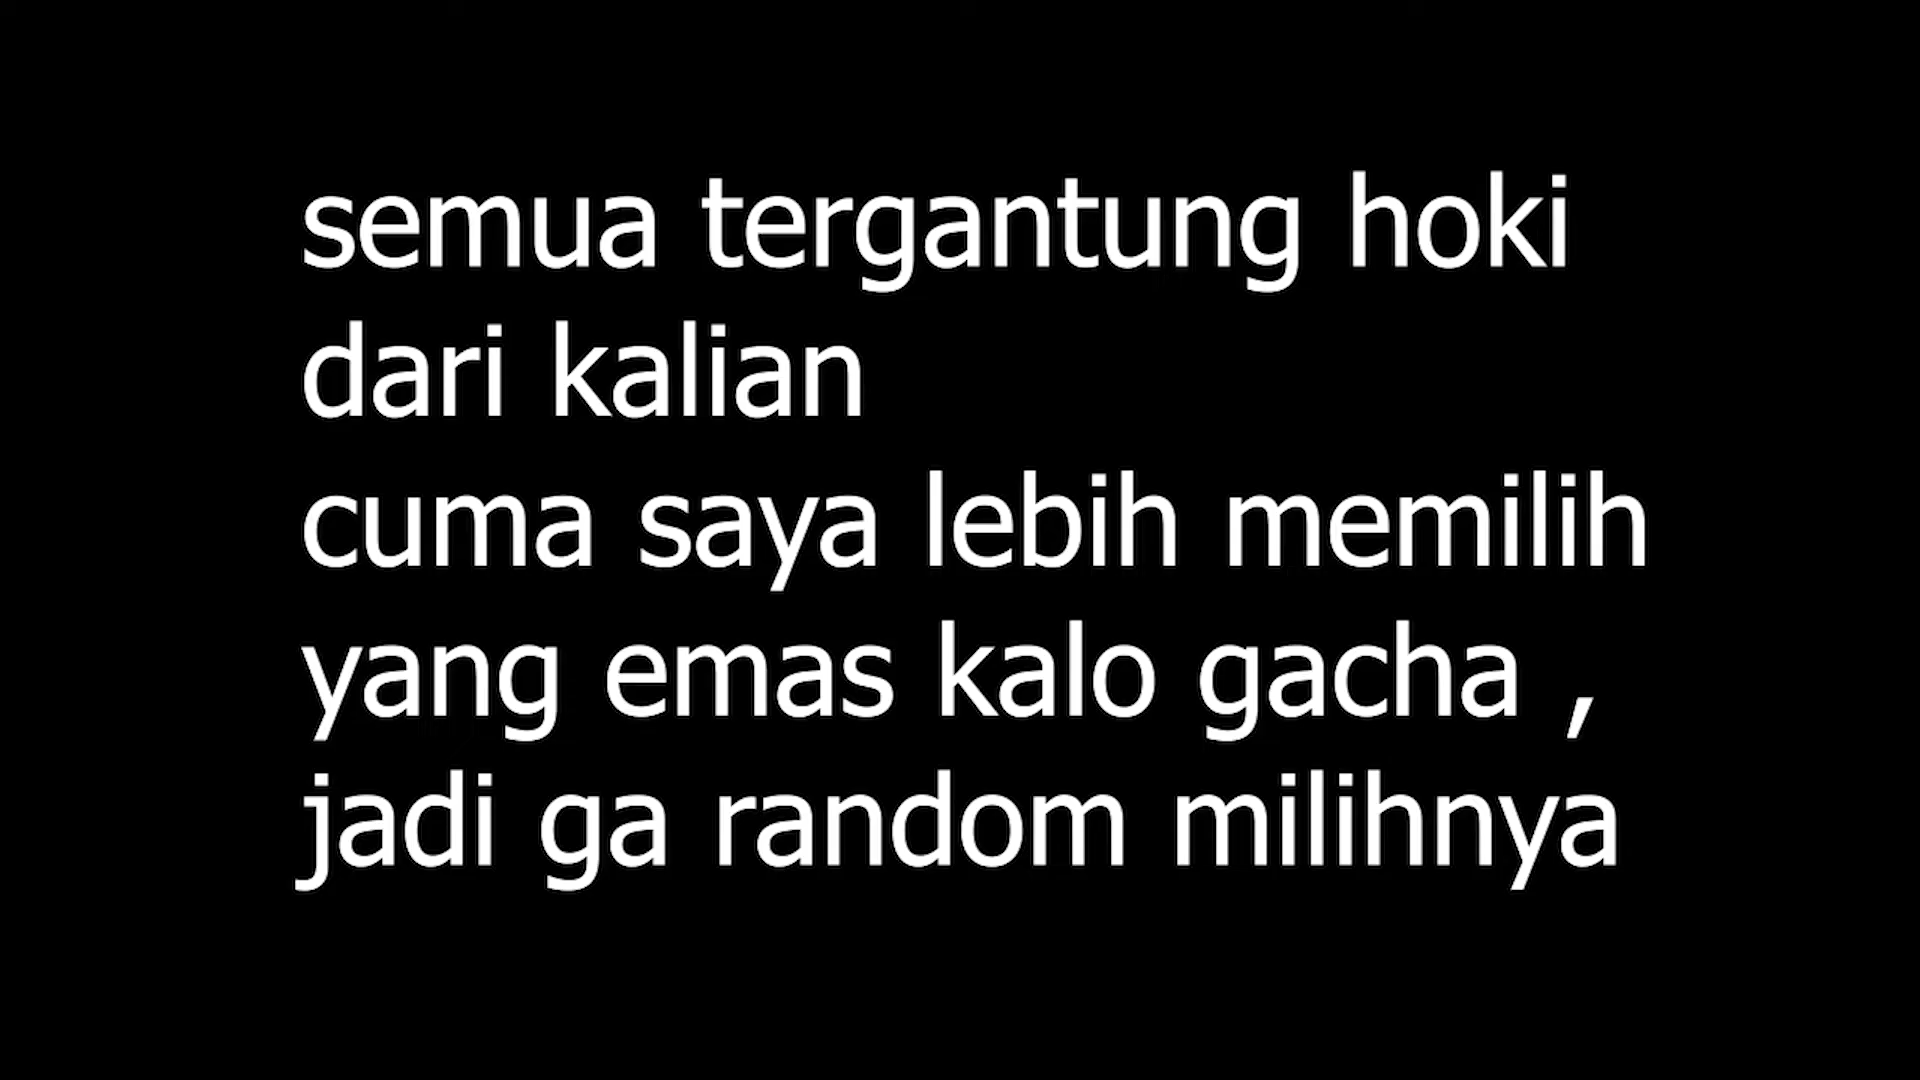 semua tergantung hoki
dari kalian
cuma saya lebih memilih
yang emas kalo gacha ,
jadi ga random milihnya